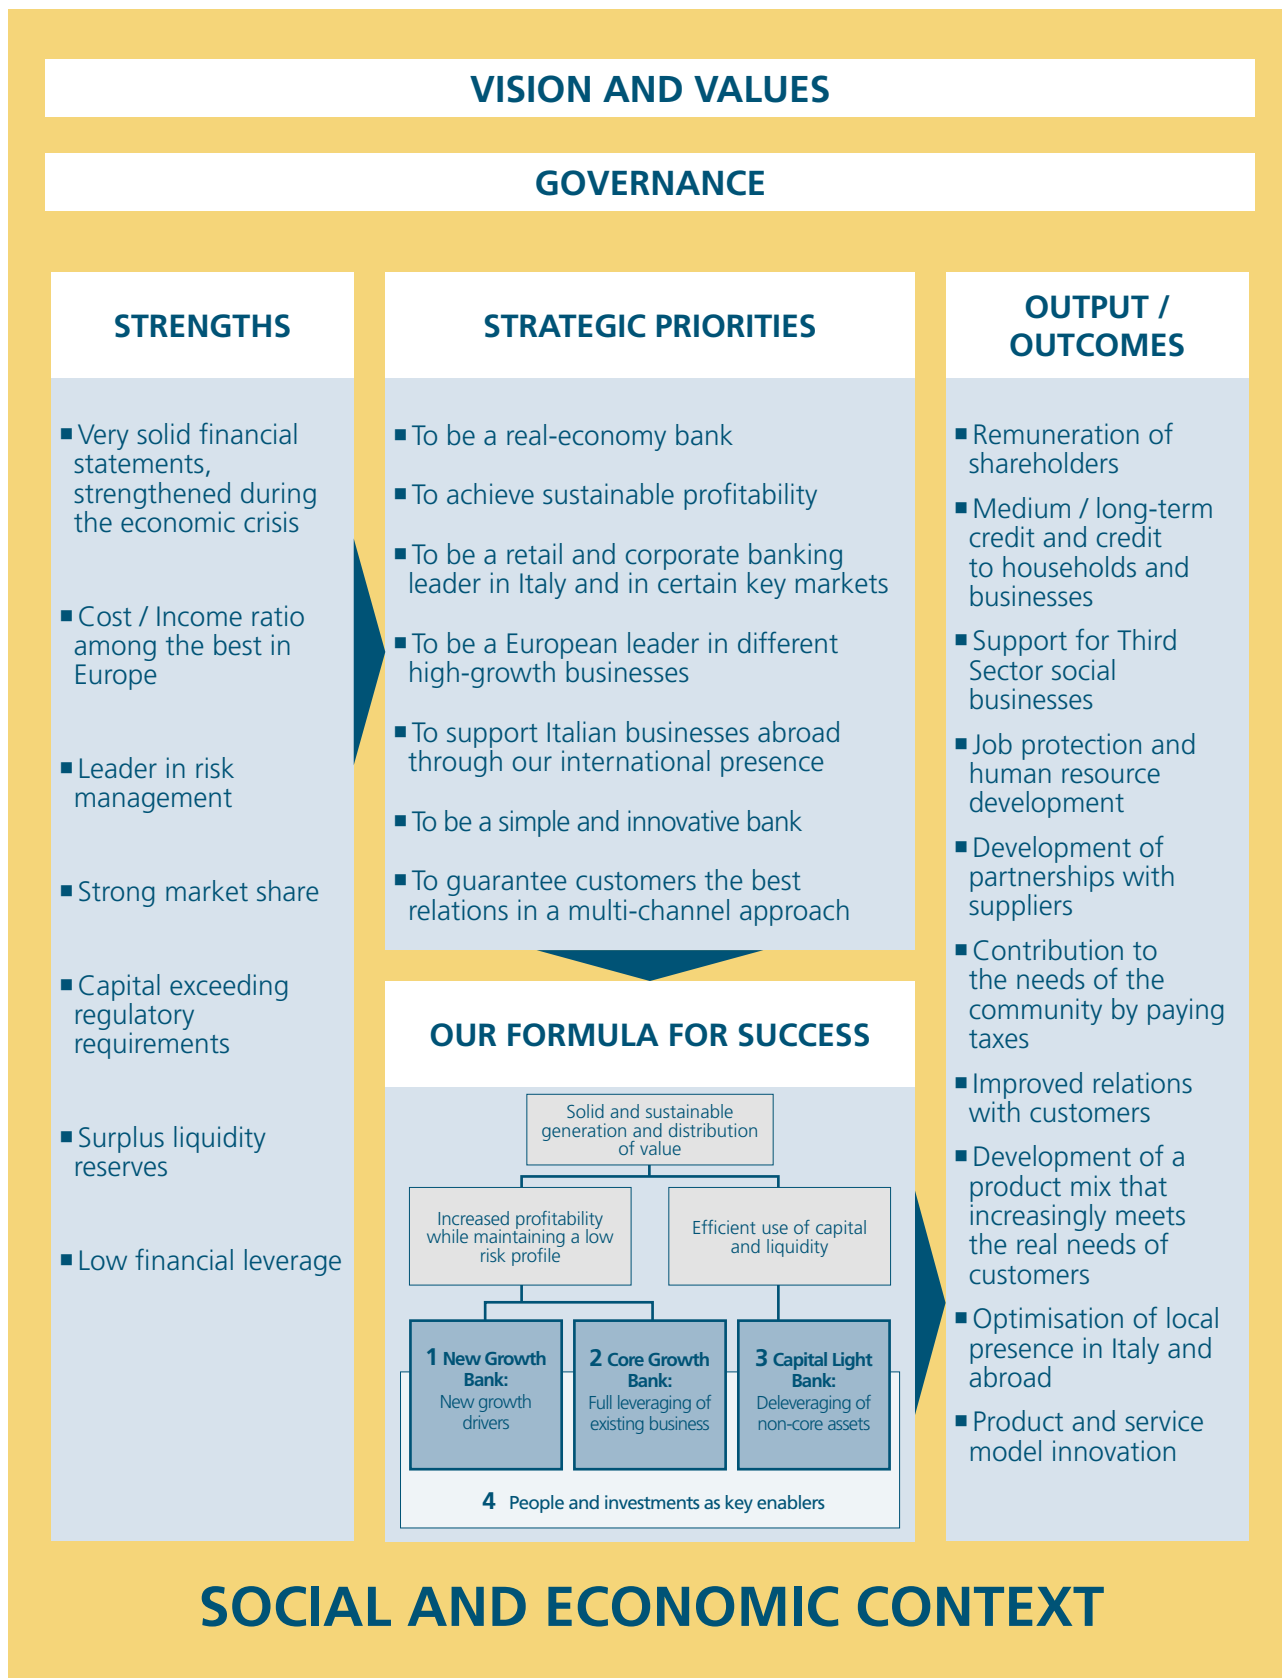 VISION AND VALUES
GOVERNANCE
STRENGTHS
■ Very solid financial
statements,
strengthened during
the economic crisis
■ Cost / Income ratio
among the best in
Europe
■ Leader in risk
management
■ Strong market share
■ Capital exceeding
regulatory
requirements
■ Surplus liquidity
reserves
■ Low financial leverage
STRATEGIC PRIORITIES
■ To be a real-economy bank
■ To achieve sustainable profitability
■ To be a retail and corporate banking
leader in Italy and in certain key markets
■ To be a European leader in different
high-growth businesses
■ To support Italian businesses abroad
through our international presence
■ To be a simple and innovative bank
■ To guarantee customers the best
relations in a multi-channel approach
OUR FORMULA FOR SUCCESS
Solid and sustainable
generation and distribution
of value
Increased profitability
while maintaining a low
risk profile
Efficient use of capital
and liquidity
1 New Growth
Bank:
New growth
drivers
2 Core Growth
Bank:
Full leveraging of
existing business
3 Capital Light
Bank:
Deleveraging of
non-core assets
4 People and investments as key enablers
OUTPUT /
OUTCOMES
■ Remuneration of
shareholders
■ Medium / long-term
credit and credit
to households and
businesses
■ Support for Third
Sector social
businesses
■ Job protection and
human resource
development
■ Development of
partnerships with
suppliers
■ Contribution to
the needs of the
community by paying
taxes
■ Improved relations
with customers
■ Development of a
product mix that
increasingly meets
the real needs of
customers
■ Optimisation of local
presence in Italy and
abroad
■ Product and service
model innovation
SOCIAL AND ECONOMIC CONTEXT